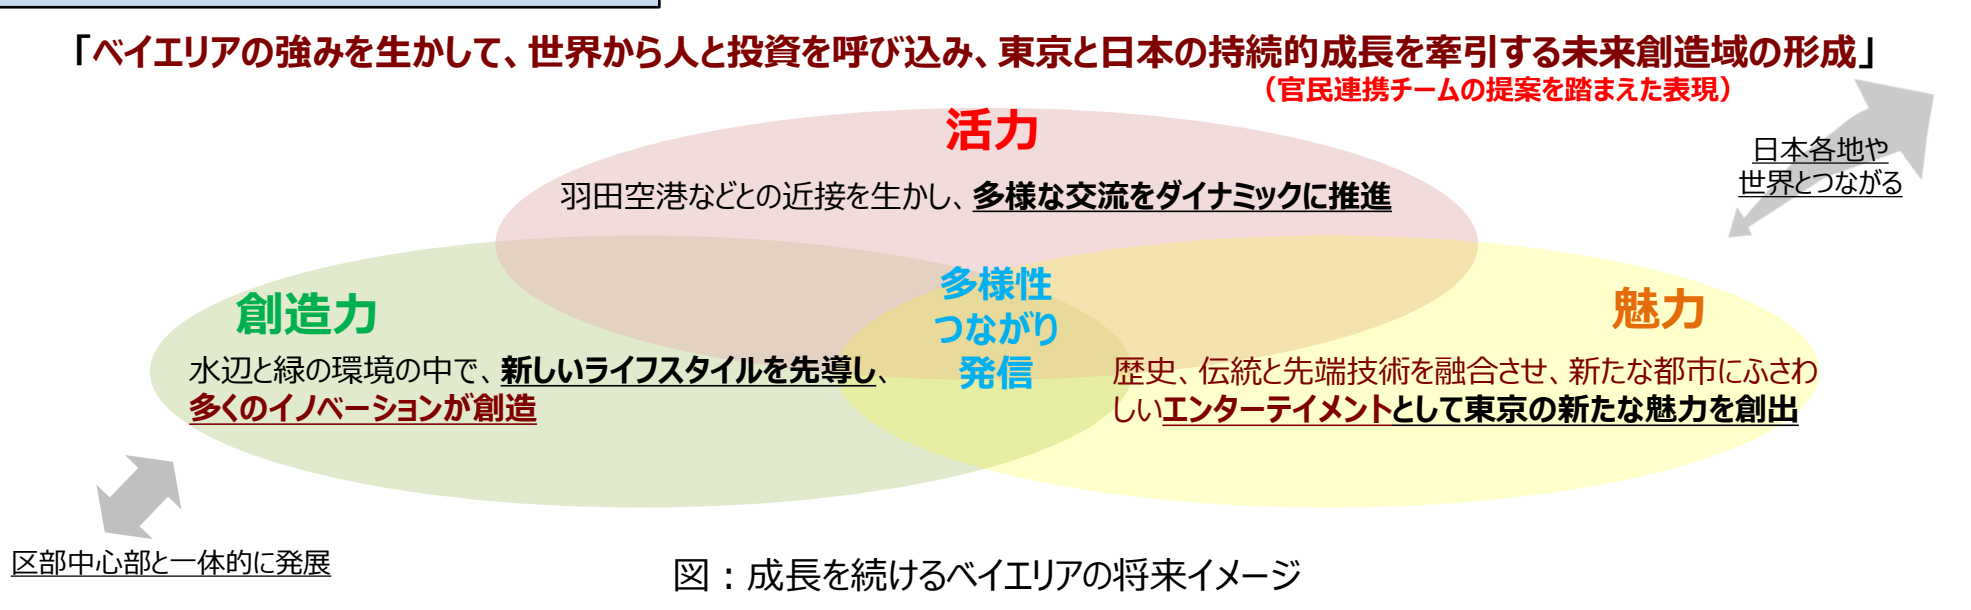 「ベイエリアの強みを生かして、世界から人と投資を呼び込み、東京と日本の持続的成長を牽引する未来創造域の形成」
（官民連携チームの提案を踏まえた表現）
活力
日本各地や
世界とつながる
羽田空港などとの近接を生かし、多様な交流をダイナミックに推進
多様性
つながり
発信
創造力
水辺と緑の環境の中で、新しいライフスタイルを先導し、
多くのイノベーションが創造
魅力
歴史、伝統と先端技術を融合させ、新たな都市にふさわ
しいエンターテイメントとして東京の新たな魅力を創出
区部中心部と一体的に発展
図：成長を続けるベイエリアの将来イメージ